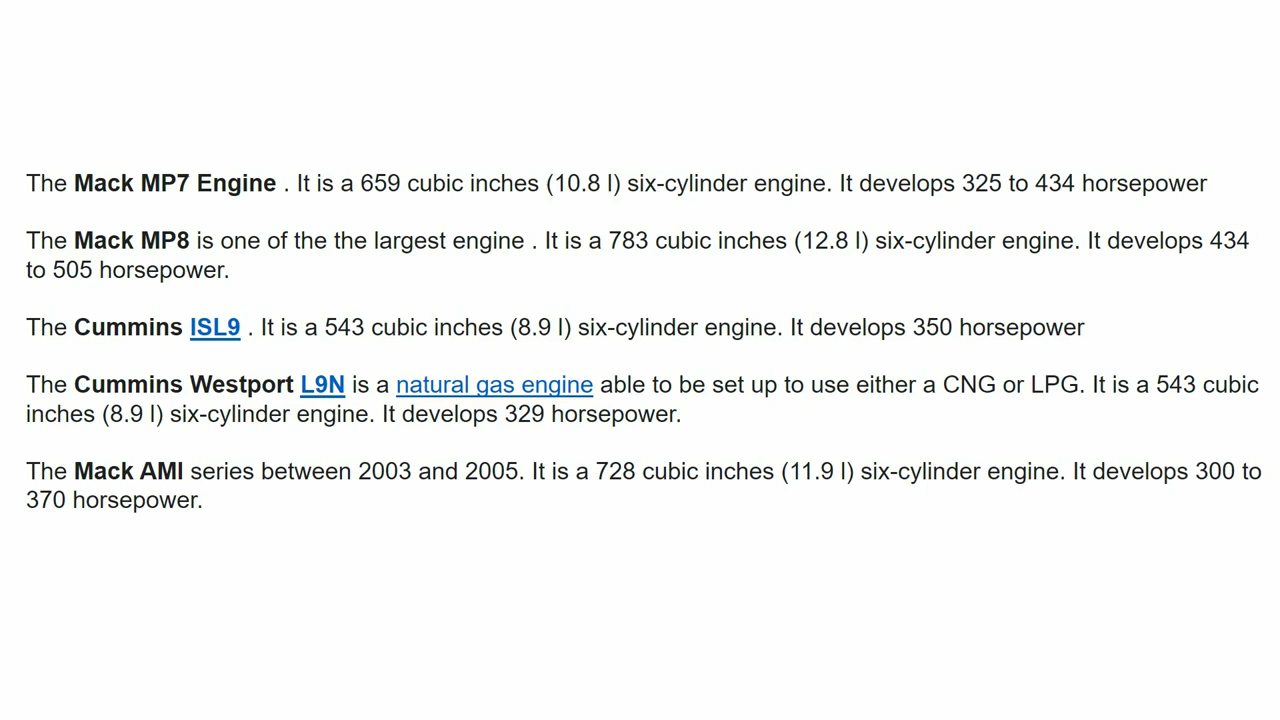 The Mack MP7 Engine . It is a 659 cubic inches (10.8 l) six-cylinder engine. It develops 325 to 434 horsepower
The Mack MP8 is one of the the largest engine . It is a 783 cubic inches (12.8 l) six-cylinder engine. It develops 434
to 505 horsepower.
The Cummins ISL9 . It is a 543 cubic inches (8.9 l) six-cylinder engine. It develops 350 horsepower
The Cummins Westport L9N is a natural gas engine able to be set up to use either a CNG or LPG. It is a 543 cubic
inches (8.9 l) six-cylinder engine. It develops 329 horsepower.
The Mack AMI series between 2003 and 2005. It is a 728 cubic inches (11.9 l) six-cylinder engine. It develops 300 to
370 horsepower.